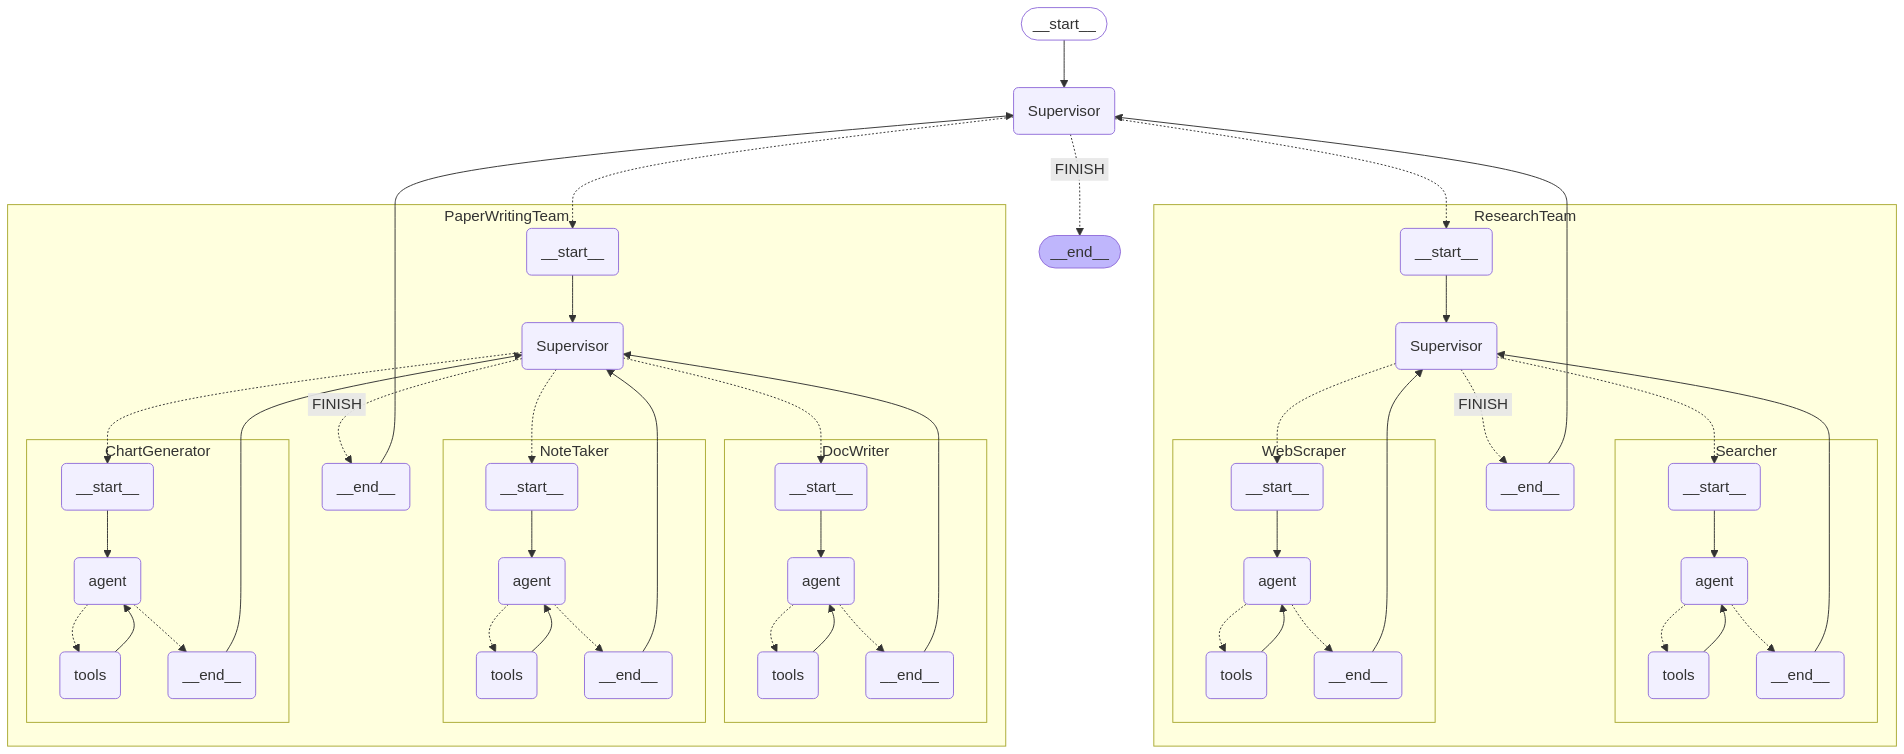 __start__
Supervisor
FINISH
__end__
PaperWritingTeam
__start__
Supervisor
FINISH
__end__
ChartGenerator
__start__
agent
tools
__end__
NoteTaker
__start__
agent
tools
__end__
DocWriter
__start__
agent
tools
__end__
ResearchTeam
__start__
Supervisor
FINISH
__end__
WebScraper
__start__
agent
tools
__end__
Searcher
__start__
agent
tools
__end__